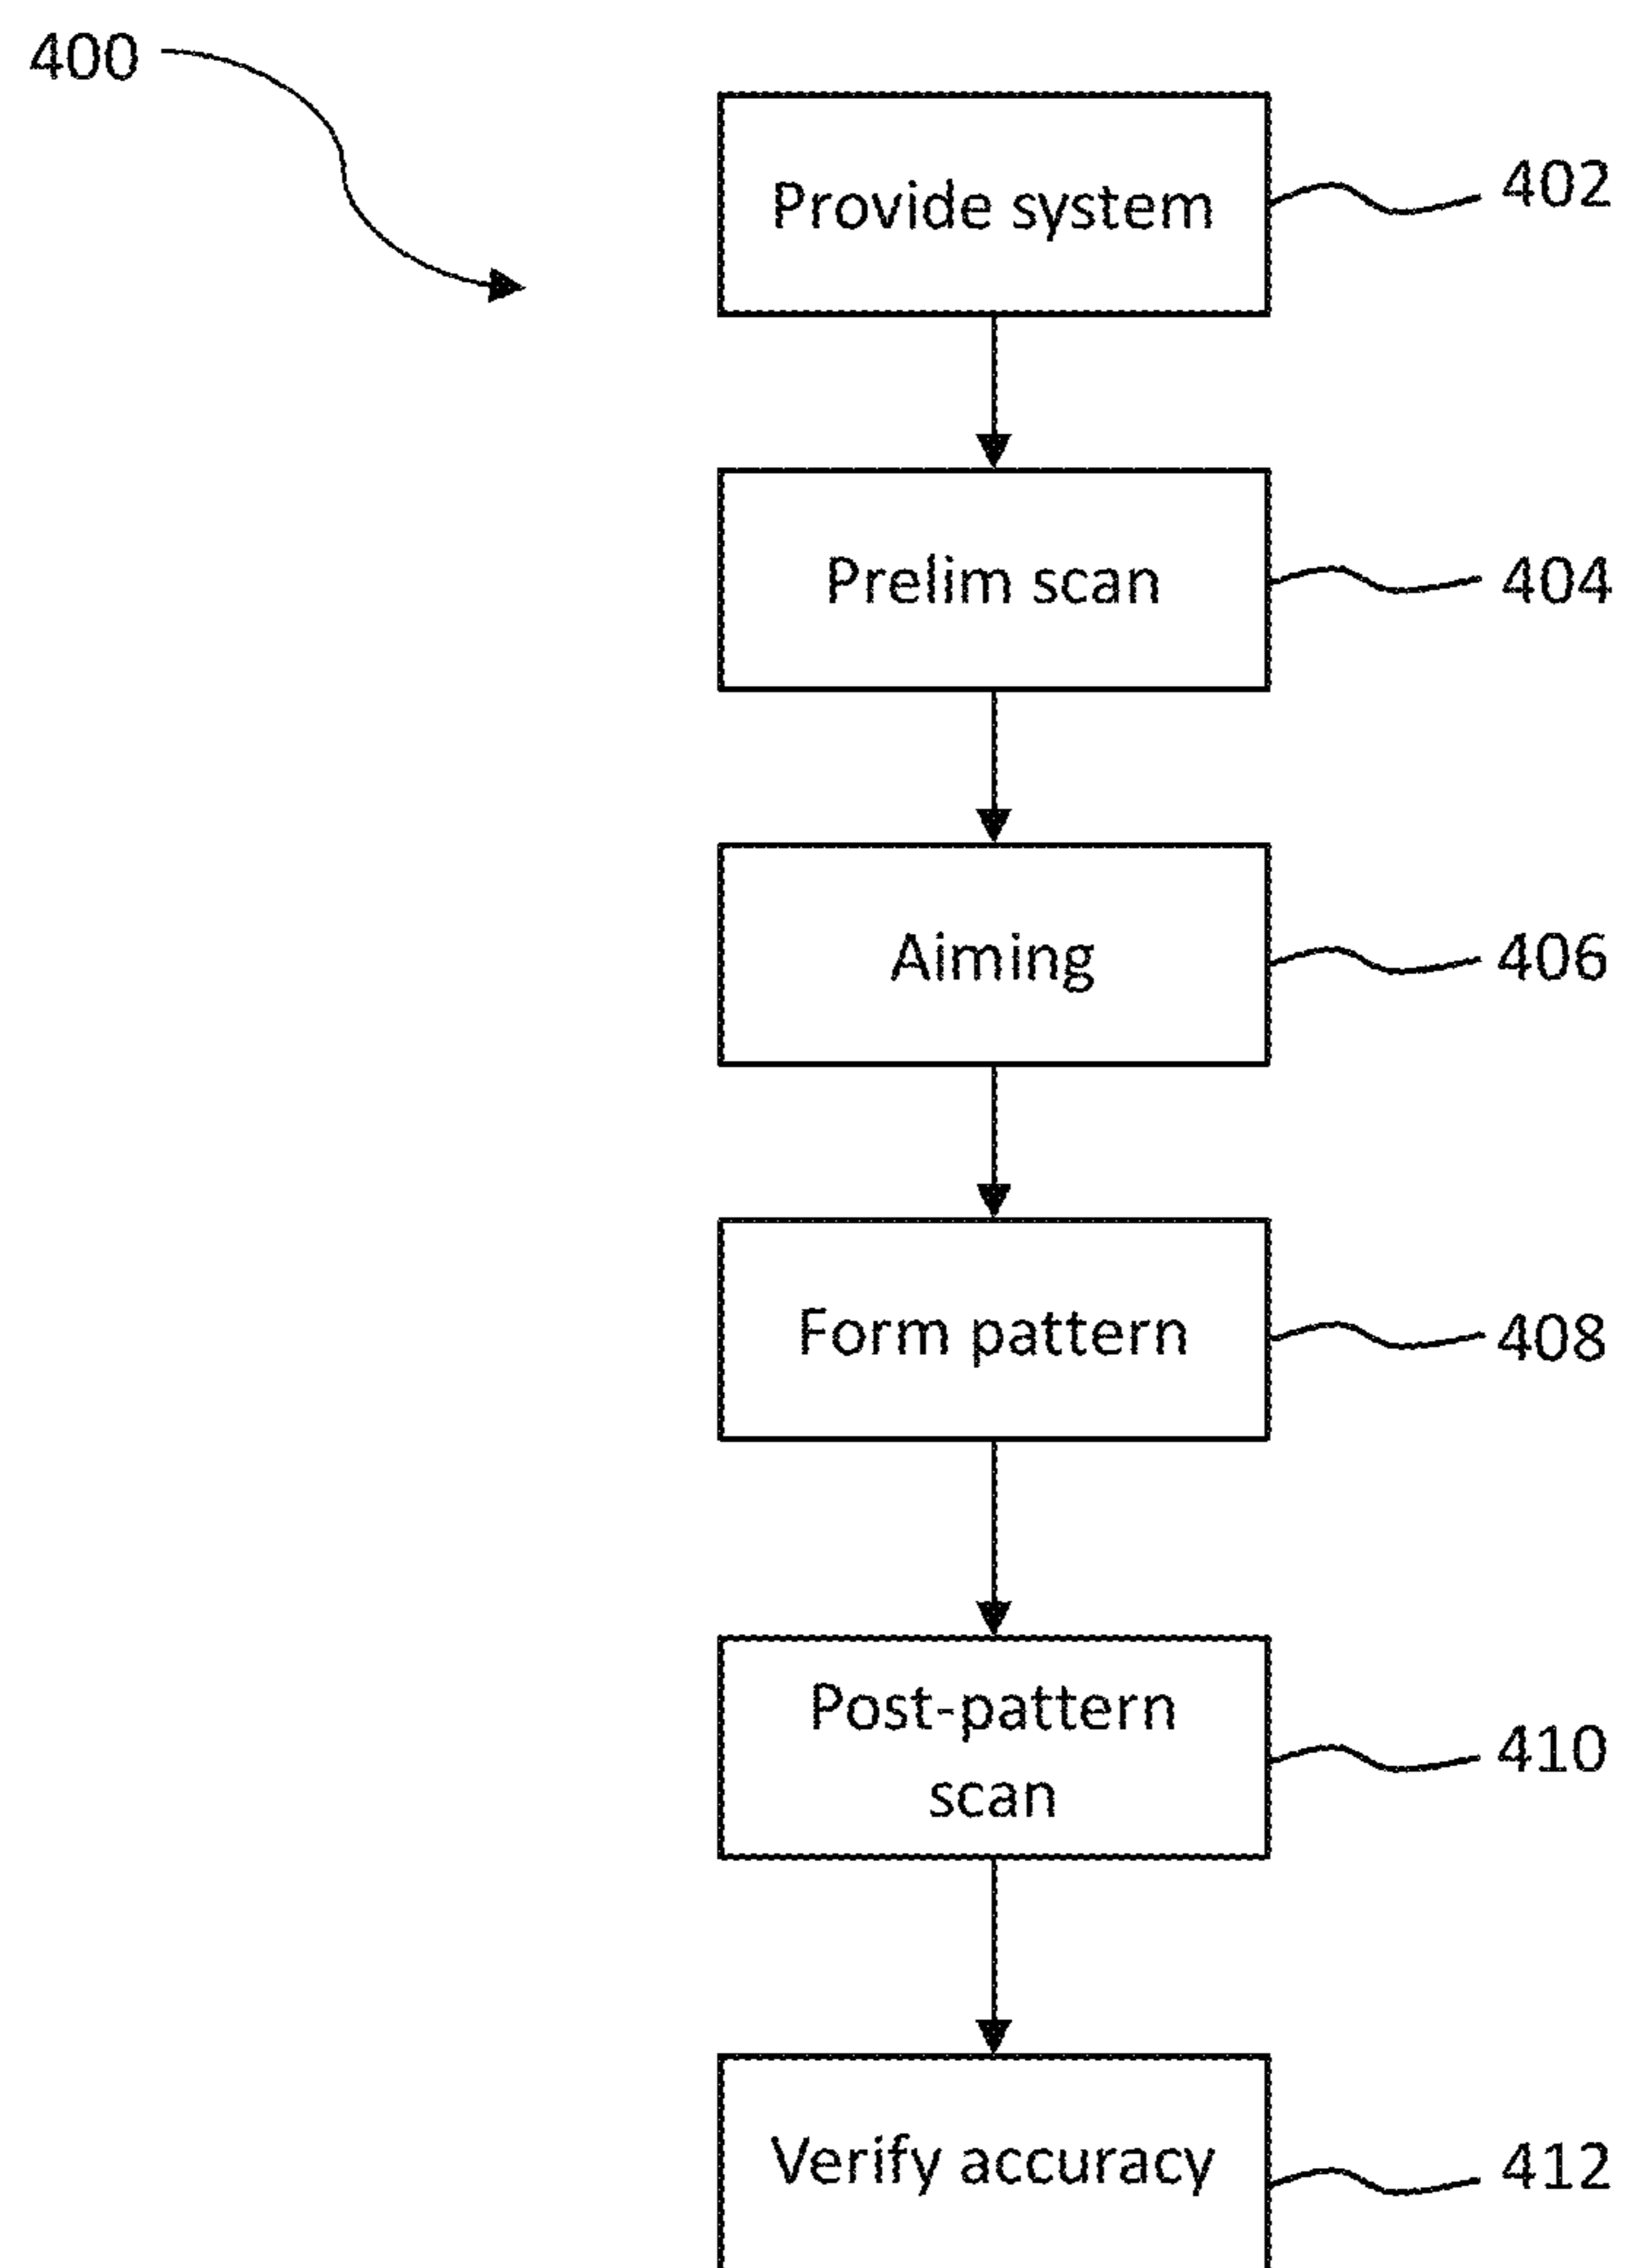 400
Provide system
402
Prelim scan
404
Aiming
406
Form pattern
408
Post-pattern
scan
410
Verify accuracy
412